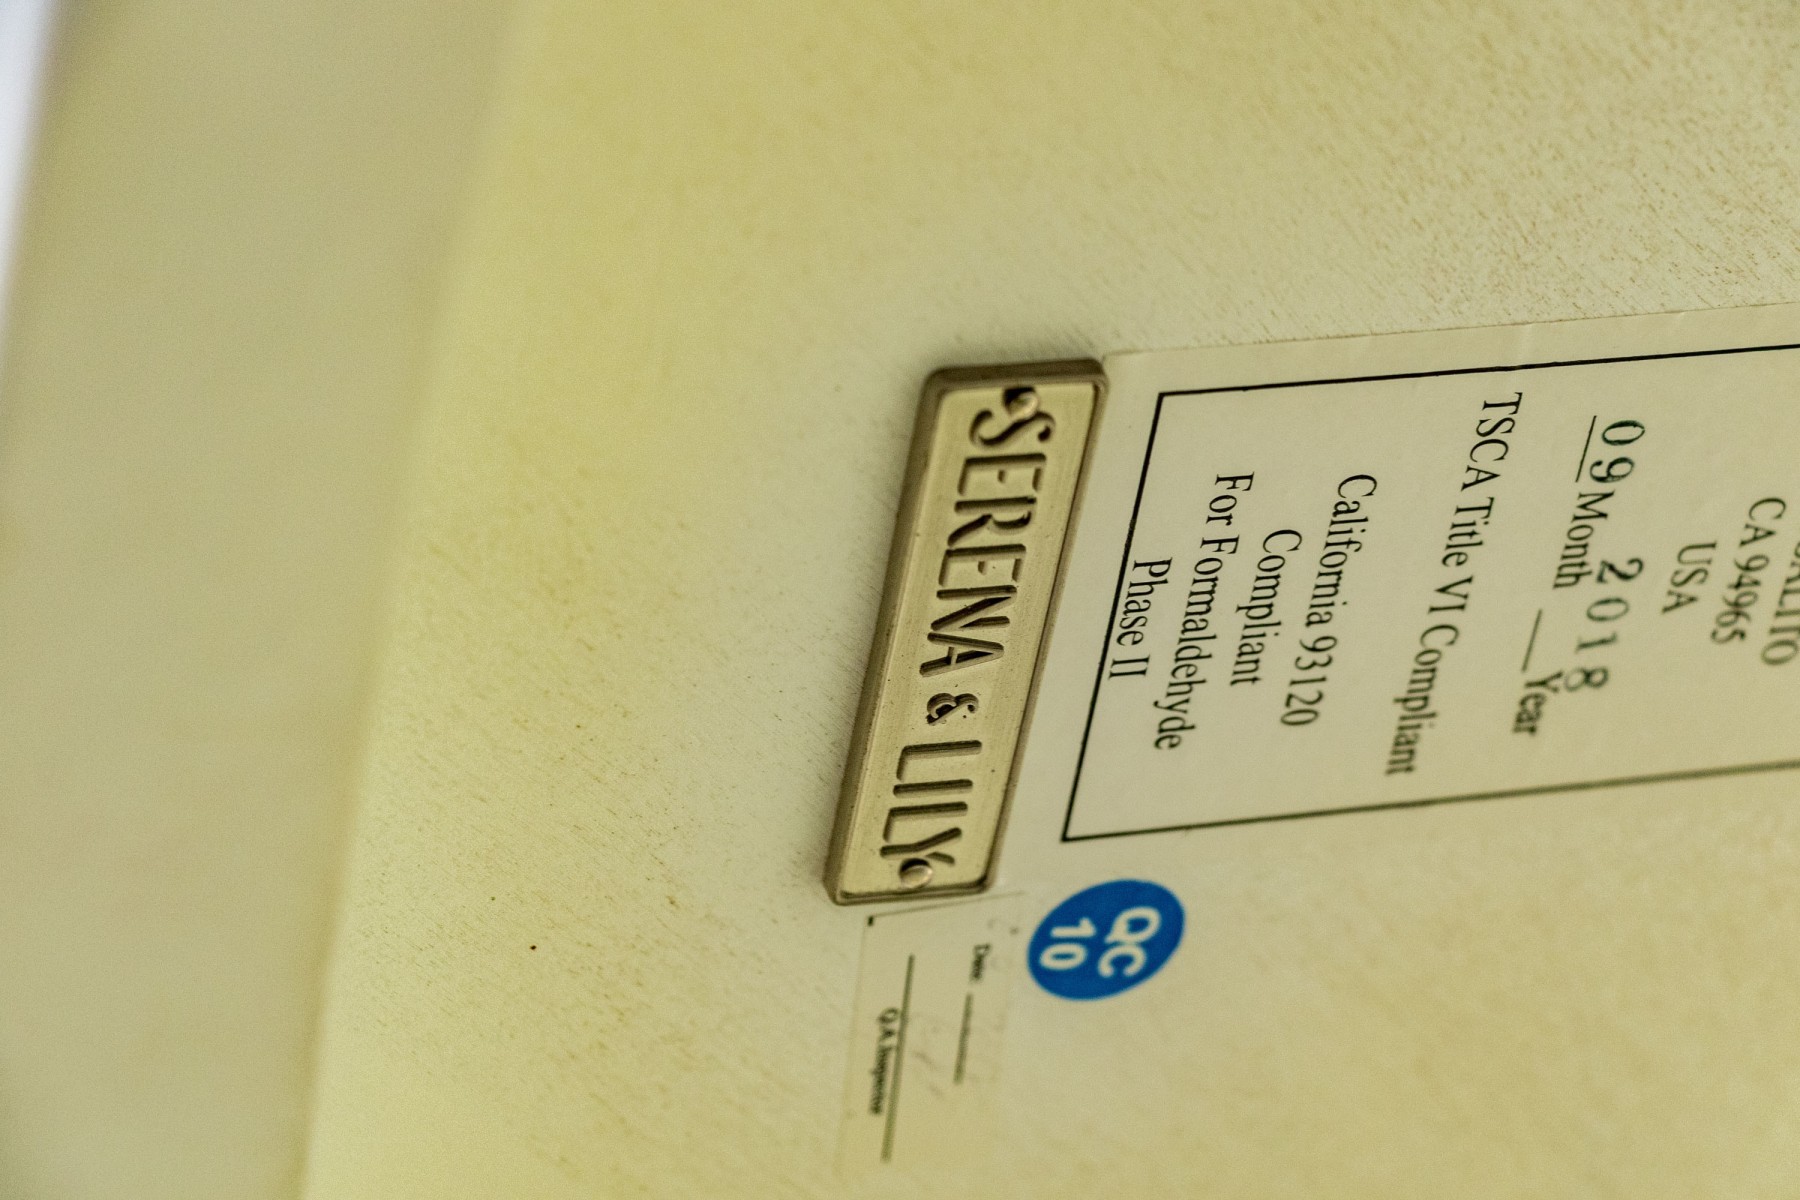 CA 94965
USA
09 Month 2018 Year
TSCA Title VI Compliant
California 93120
Compliant
For Formaldehyde
Phase II
SERENA & LILY
QC
10
Date: